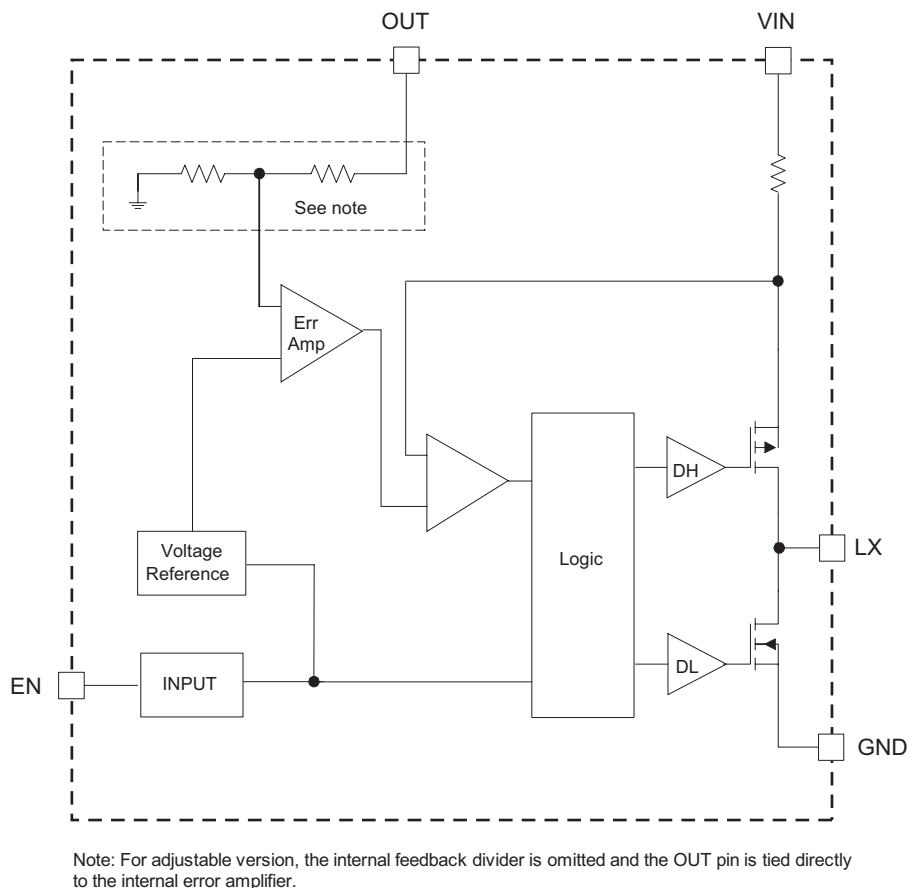 OUT
VIN
See note
Err
Amp
DH
LX
Voltage
Reference
Logic
DL
EN
INPUT
GND
Note: For adjustable version, the internal feedback divider is omitted and the OUT pin is tied directly
to the internal error amplifier.